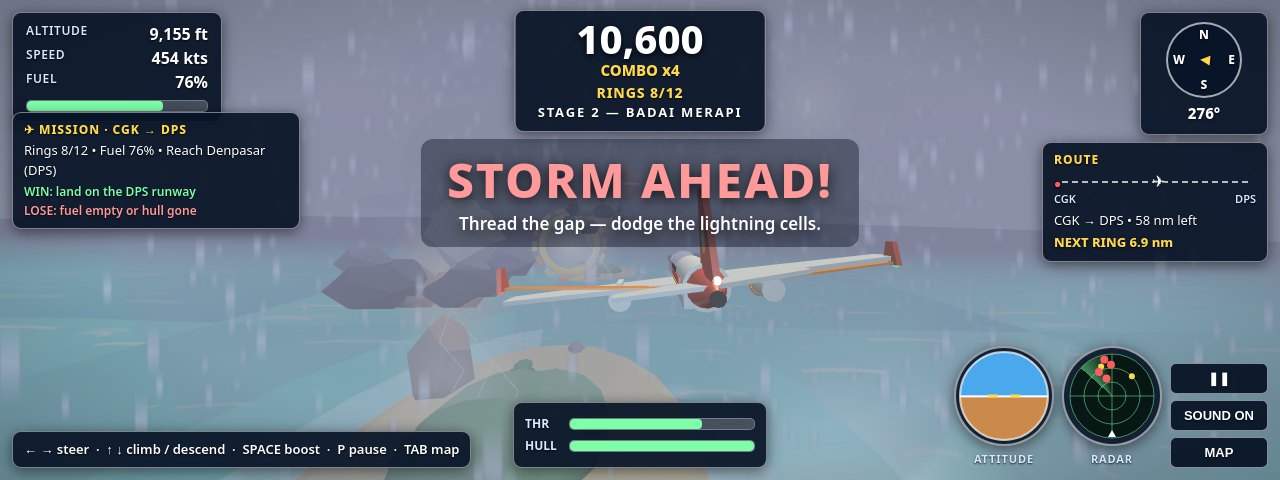 ALTITUDE 9,155 ft
SPEED 454 kts
FUEL 76%
✈ MISSION · CGK → DPS
Rings 8/12 • Fuel 76% • Reach Denpasar
(DPS)
WIN: land on the DPS runway
LOSE: fuel empty or hull gone
10,600
COMBO x4
RINGS 8/12
STAGE 2 — BADAI MERAPI
STORM AHEAD!
Thread the gap — dodge the lightning cells.
N
W E
S
276°
ROUTE
CGK DPS
CGK → DPS • 58 nm left
NEXT RING 6.9 nm
← → steer · ↑ ↓ climb / descend · SPACE boost · P pause · TAB map
THR
HULL
ATTITUDE
RADAR
❚❚
SOUND ON
MAP